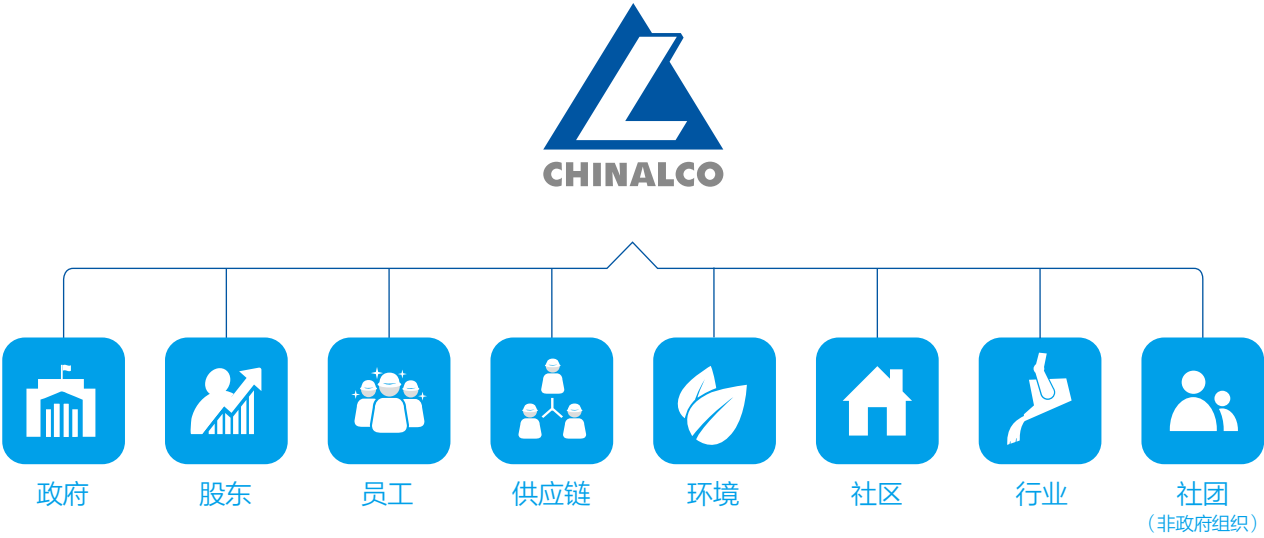 CHINALCO
政府
股东
员工
供应链
环境
社区
行业
社团
（非政府组织）